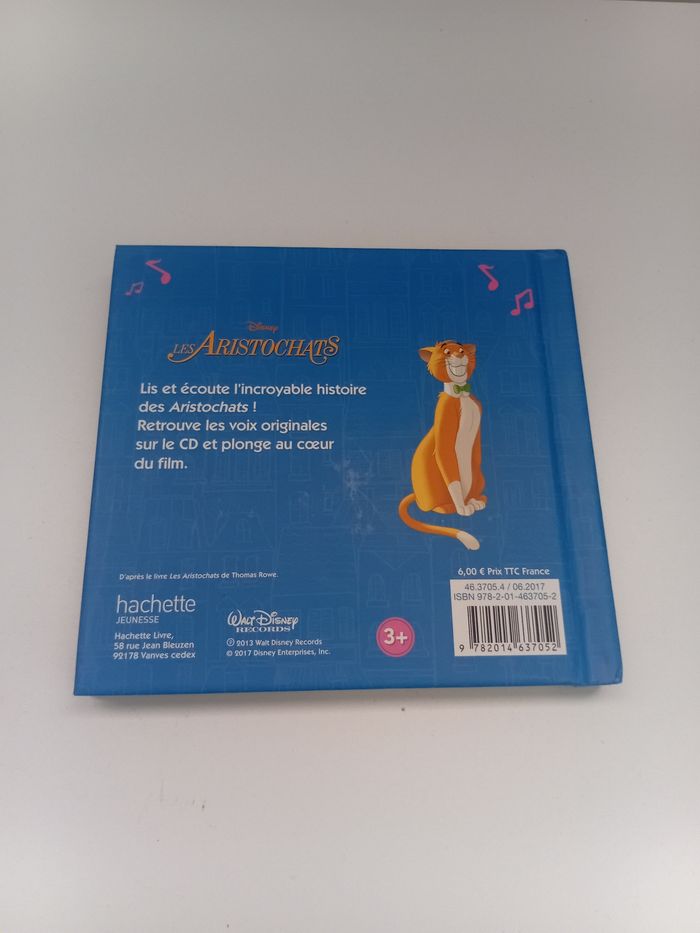 Disney
LES ARISTOCHATS
Lis et écoute l'incroyable histoire
des Aristochats !
Retrouve les voix originales
sur le CD et plonge au cœur
du film.
D'après le livre Les Aristochats de Thomas Rowe.
hachette
JEUNESSE
Hachette Livre,
58 rue Jean Bleuzen
92178 Vanves cedex
WALT DISNEY
RECORDS
℗ 2013 Walt Disney Records
© 2017 Disney Enterprises, Inc.
3+
6,00 € Prix TTC France
46.3705.4 / 06.2017
ISBN 978-2-01-463705-2
9 782014 637052